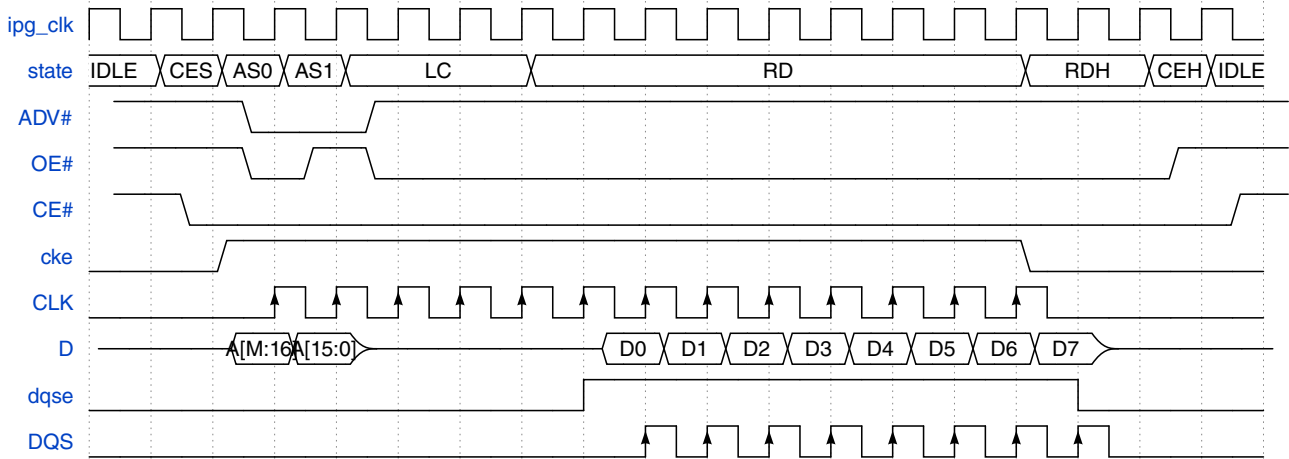 ipg_clk
state IDLE CES AS0 AS1 LC RD RDH CEH IDLE
ADV#
OE#
CE#
cke
CLK
D A[M:16] A[15:0] D0 D1 D2 D3 D4 D5 D6 D7
dqse
DQS